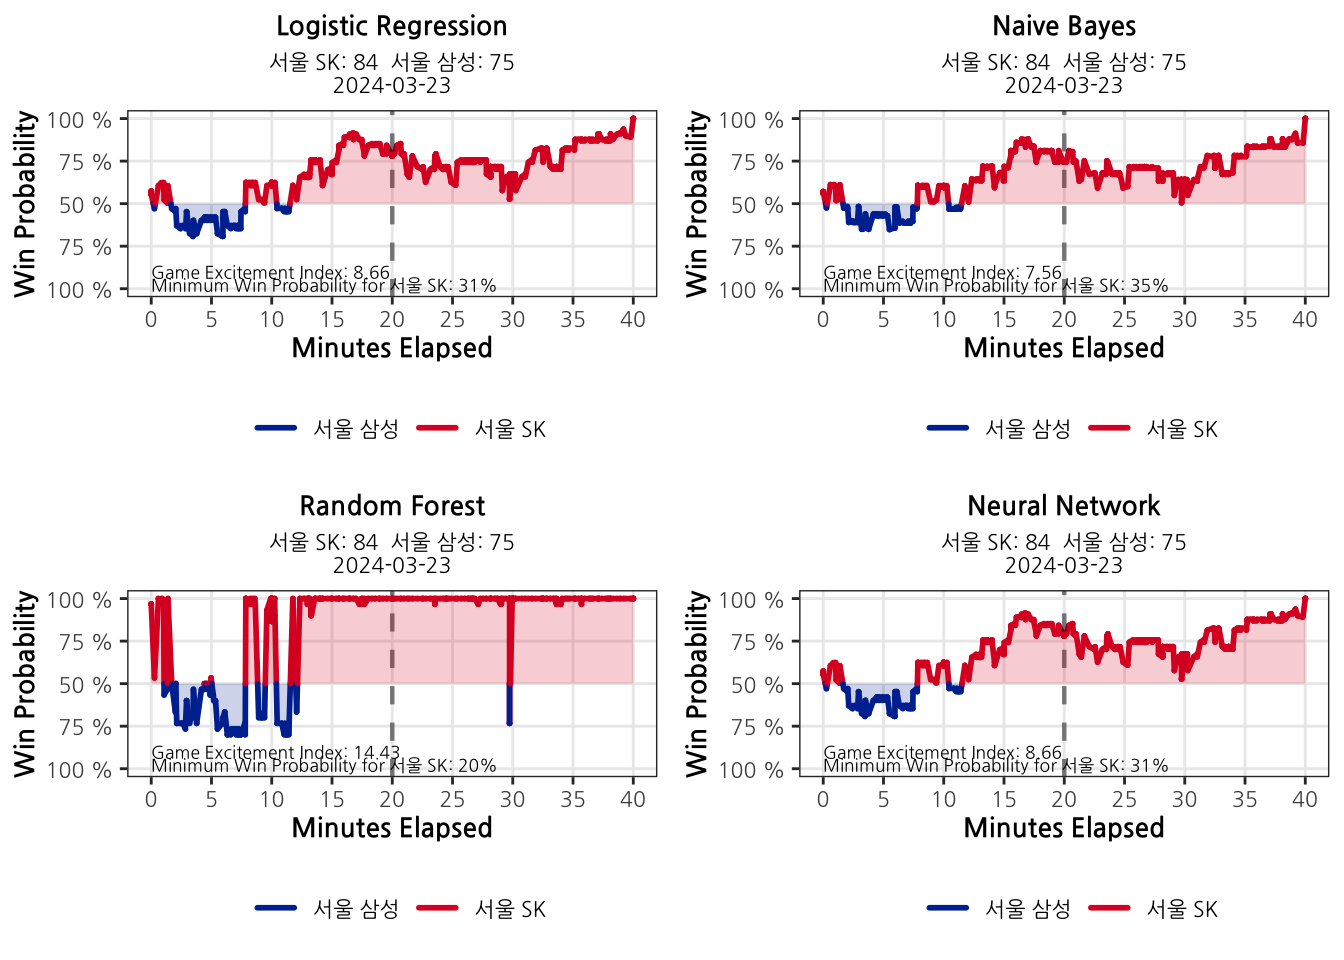 Logistic Regression
서울 SK: 84  서울 삼성: 75
2024-03-23
Win Probability
100 %
75 %
50 %
75 %
100 %
Game Excitement Index: 8.66
Minimum Win Probability for 서울 SK: 31%
0 5 10 15 20 25 30 35 40
Minutes Elapsed
서울 삼성 서울 SK
Naive Bayes
서울 SK: 84  서울 삼성: 75
2024-03-23
Win Probability
100 %
75 %
50 %
75 %
100 %
Game Excitement Index: 7.56
Minimum Win Probability for 서울 SK: 35%
0 5 10 15 20 25 30 35 40
Minutes Elapsed
서울 삼성 서울 SK
Random Forest
서울 SK: 84  서울 삼성: 75
2024-03-23
Win Probability
100 %
75 %
50 %
75 %
100 %
Game Excitement Index: 14.43
Minimum Win Probability for 서울 SK: 20%
0 5 10 15 20 25 30 35 40
Minutes Elapsed
서울 삼성 서울 SK
Neural Network
서울 SK: 84  서울 삼성: 75
2024-03-23
Win Probability
100 %
75 %
50 %
75 %
100 %
Game Excitement Index: 8.66
Minimum Win Probability for 서울 SK: 31%
0 5 10 15 20 25 30 35 40
Minutes Elapsed
서울 삼성 서울 SK